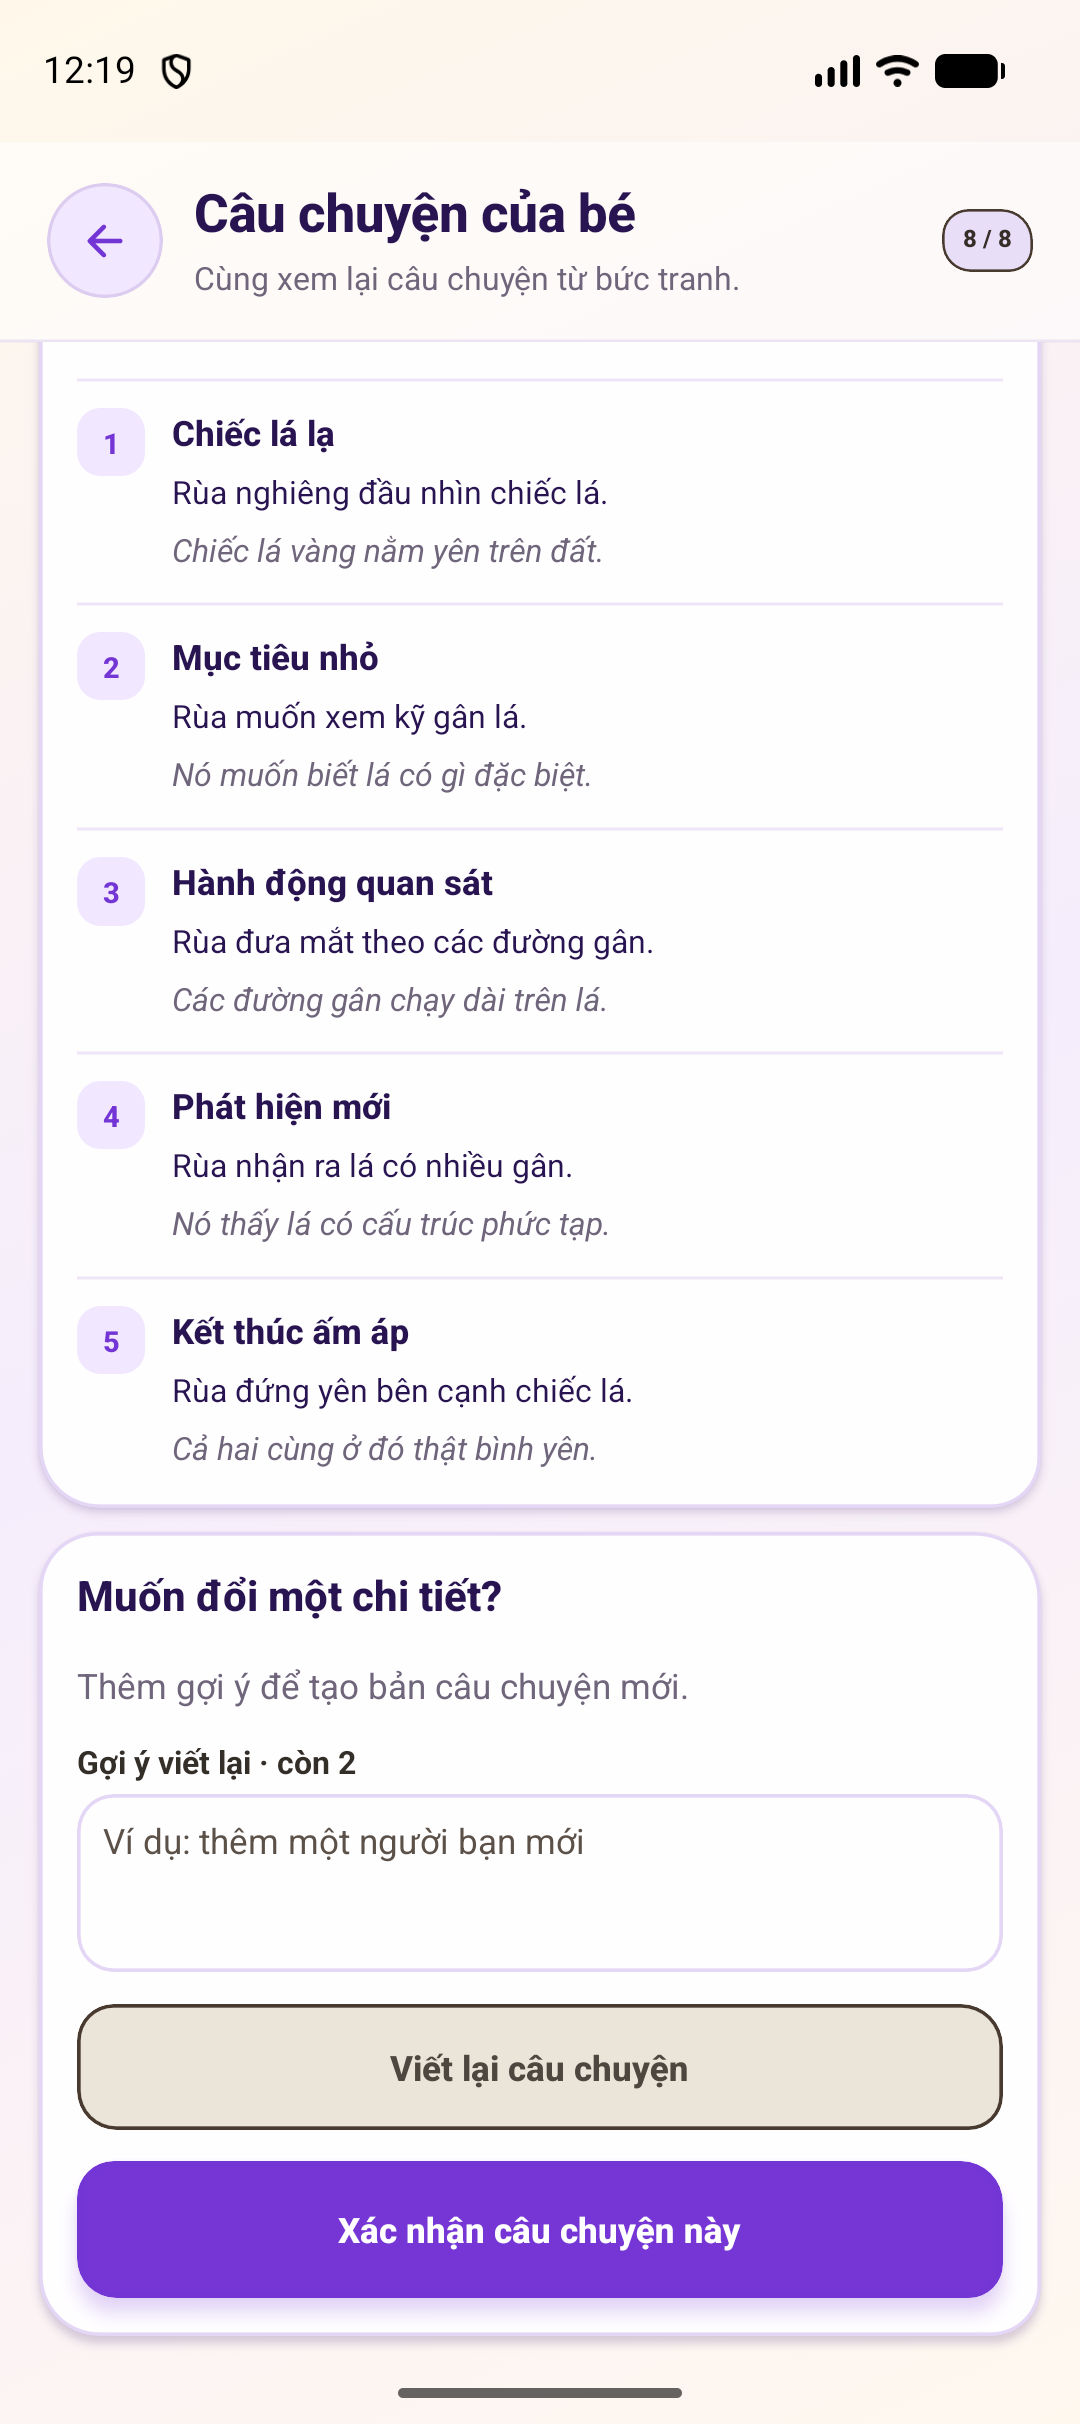 12:19
Câu chuyện của bé
Cùng xem lại câu chuyện từ bức tranh.
8 / 8
1
Chiếc lá lạ
Rùa nghiêng đầu nhìn chiếc lá.
Chiếc lá vàng nằm yên trên đất.
2
Mục tiêu nhỏ
Rùa muốn xem kỹ gân lá.
Nó muốn biết lá có gì đặc biệt.
3
Hành động quan sát
Rùa đưa mắt theo các đường gân.
Các đường gân chạy dài trên lá.
4
Phát hiện mới
Rùa nhận ra lá có nhiều gân.
Nó thấy lá có cấu trúc phức tạp.
5
Kết thúc ấm áp
Rùa đứng yên bên cạnh chiếc lá.
Cả hai cùng ở đó thật bình yên.
Muốn đổi một chi tiết?
Thêm gợi ý để tạo bản câu chuyện mới.
Gợi ý viết lại · còn 2
Ví dụ: thêm một người bạn mới
Viết lại câu chuyện
Xác nhận câu chuyện này